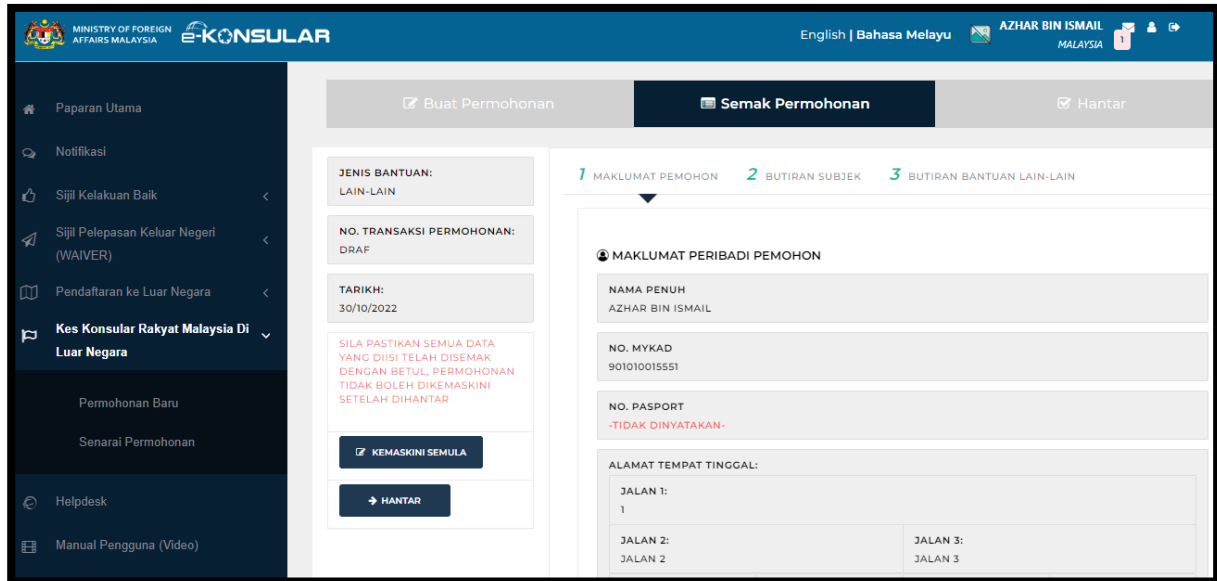 MINISTRY OF FOREIGN
AFFAIRS MALAYSIA
e-KONSULAR
English | Bahasa Melayu
AZHAR BIN ISMAIL
MALAYSIA
1
Paparan Utama
Notifikasi
Sijil Kelakuan Baik
Sijil Pelepasan Keluar Negeri
(WAIVER)
Pendaftaran ke Luar Negara
Kes Konsular Rakyat Malaysia Di
Luar Negara
Permohonan Baru
Senarai Permohonan
Helpdesk
Manual Pengguna (Video)
Buat Permohonan
Semak Permohonan
Hantar
JENIS BANTUAN:
LAIN-LAIN
NO. TRANSAKSI PERMOHONAN:
DRAF
TARIKH:
30/10/2022
SILA PASTIKAN SEMUA DATA
YANG DIISI TELAH DISEMAK
DENGAN BETUL, PERMOHONAN
TIDAK BOLEH DIKEMASKINI
SETELAH DIHANTAR
KEMASKINI SEMULA
HANTAR
1 MAKLUMAT PEMOHON 2 BUTIRAN SUBJEK 3 BUTIRAN BANTUAN LAIN-LAIN
MAKLUMAT PERIBADI PEMOHON
NAMA PENUH
AZHAR BIN ISMAIL
NO. MYKAD
901010015551
NO. PASPORT
-TIDAK DINYATAKAN-
ALAMAT TEMPAT TINGGAL:
JALAN 1:
1
JALAN 2:
JALAN 2
JALAN 3:
JALAN 3